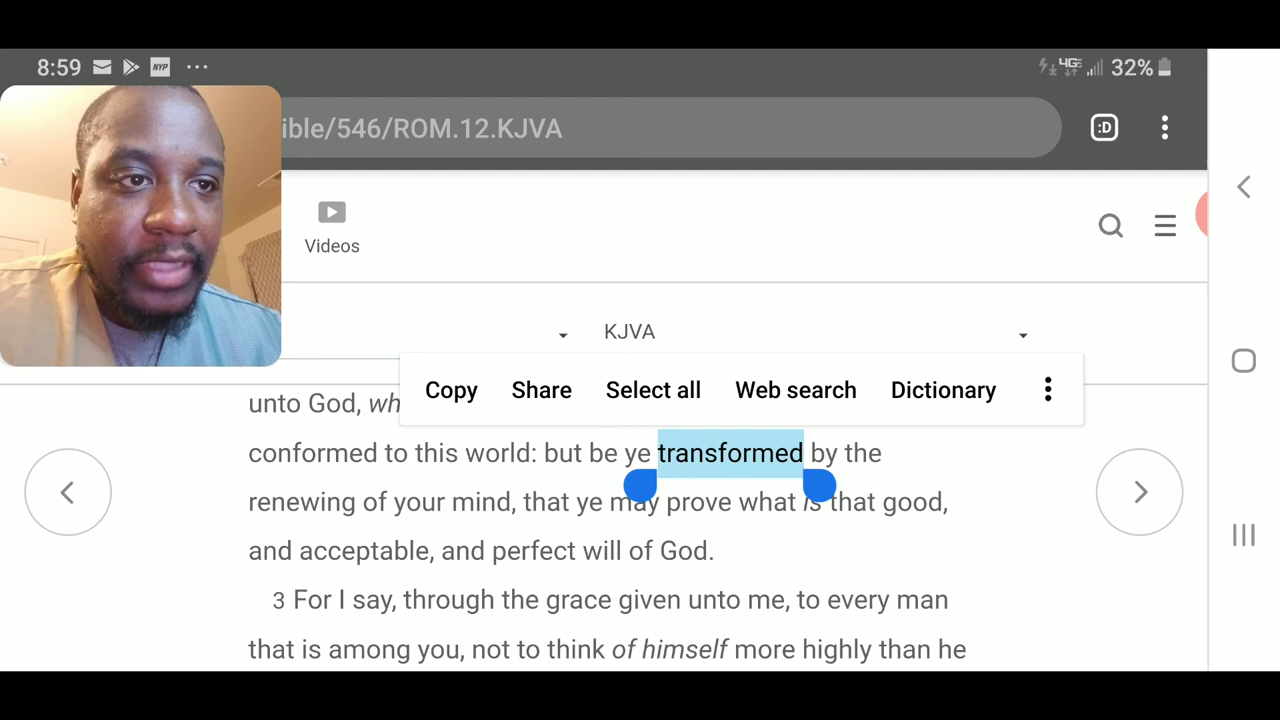 8:59 NYP ... 4G 32%
ible/546/ROM.12.KJVA :D
Videos
KJVA
Copy Share Select all Web search Dictionary
unto God, wh
conformed to this world: but be ye transformed by the
renewing of your mind, that ye may prove what is that good,
and acceptable, and perfect will of God.
3 For I say, through the grace given unto me, to every man
that is among you, not to think of himself more highly than he